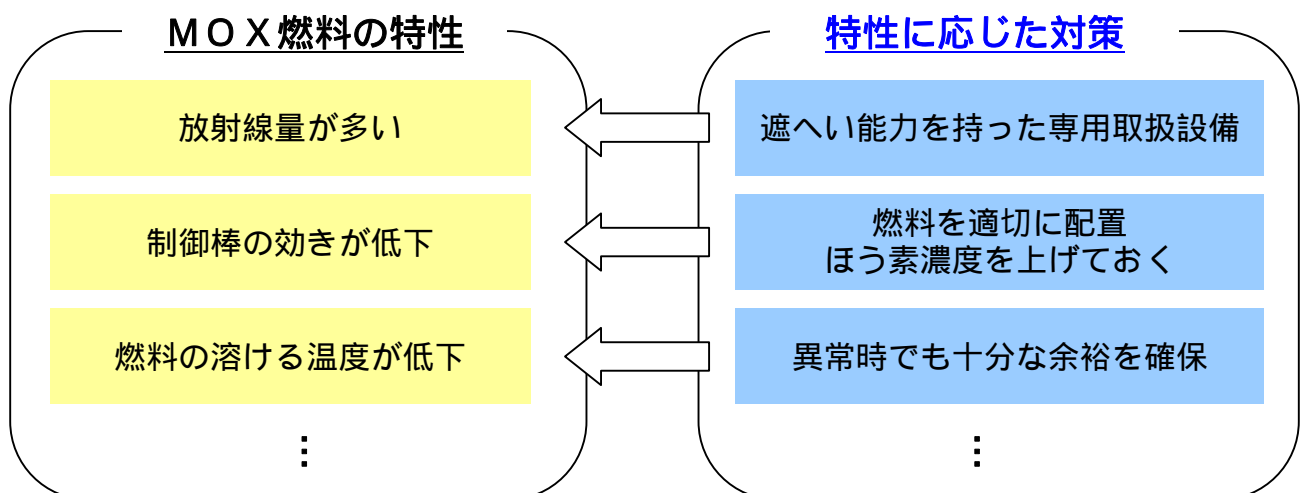 ＭＯＸ燃料の特性
特性に応じた対策
放射線量が多い
遮へい能力を持った専用取扱設備
制御棒の効きが低下
燃料を適切に配置
ほう素濃度を上げておく
燃料の溶ける温度が低下
異常時でも十分な余裕を確保
⋮
⋮